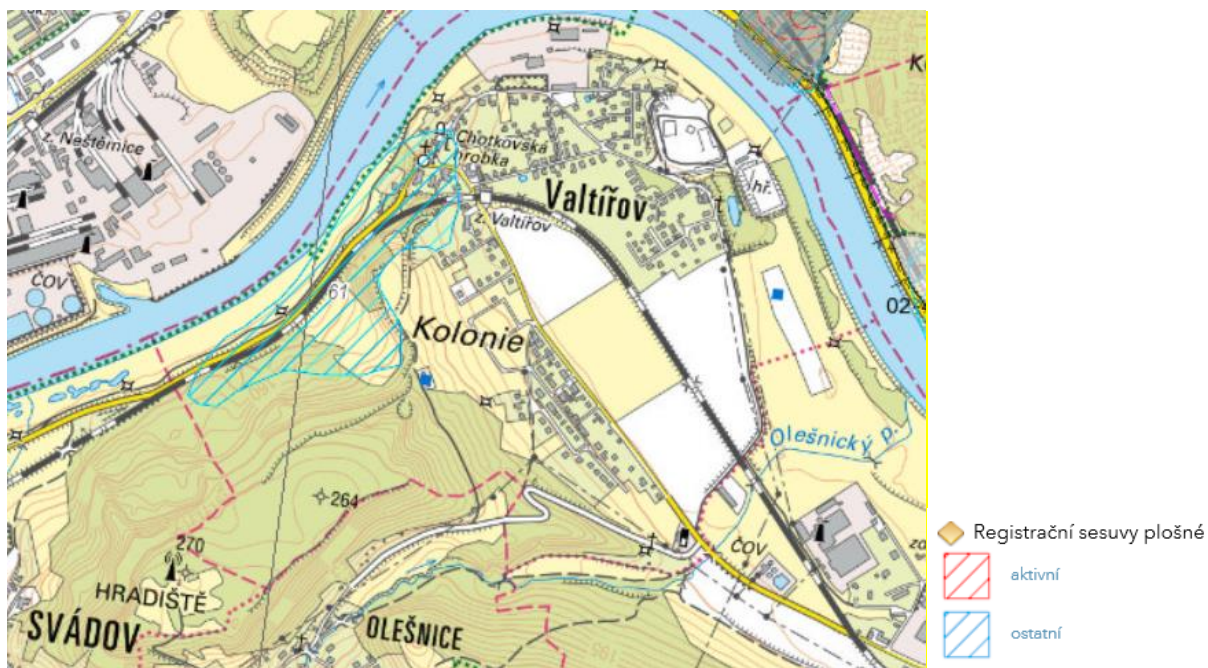 z. Neštěmice
Chotkovská
hrobka
Valtířov
hř.
z. Valtířov
ČOV
61
02.
Kolonie
Olešnický p.
264
270
HRADIŠTĚ
ČOV
SVÁDOV
OLEŠNICE
Registrační sesuvy plošné
aktivní
ostatní